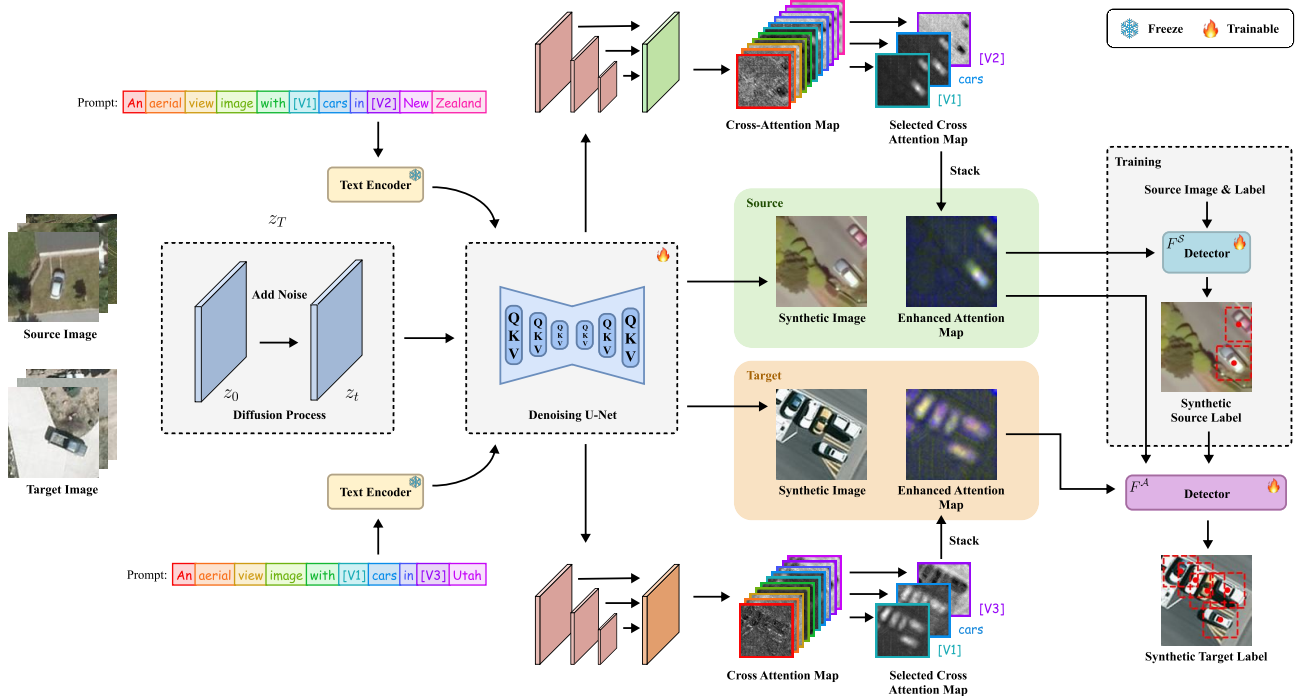 Freeze
Trainable
Prompt: An aerial view image with [V1] cars in [V2] New Zealand
Cross-Attention Map
[V2]
cars
[V1]
Selected Cross
Attention Map
Stack
Text Encoder
z_T
Add Noise
z_0
z_t
Diffusion Process
Source Image
Target Image
Q
K
V
Q
K
V
Q
K
V
Q
K
V
Q
K
V
Q
K
V
Denoising U-Net
Source
Synthetic Image
Enhanced Attention
Map
Target
Synthetic Image
Enhanced Attention
Map
Training
Source Image & Label
F^S
Detector
Synthetic
Source Label
F^A
Detector
Synthetic Target Label
Text Encoder
Prompt: An aerial view image with [V1] cars in [V3] Utah
Stack
Cross Attention Map
[V3]
cars
[V1]
Selected Cross
Attention Map